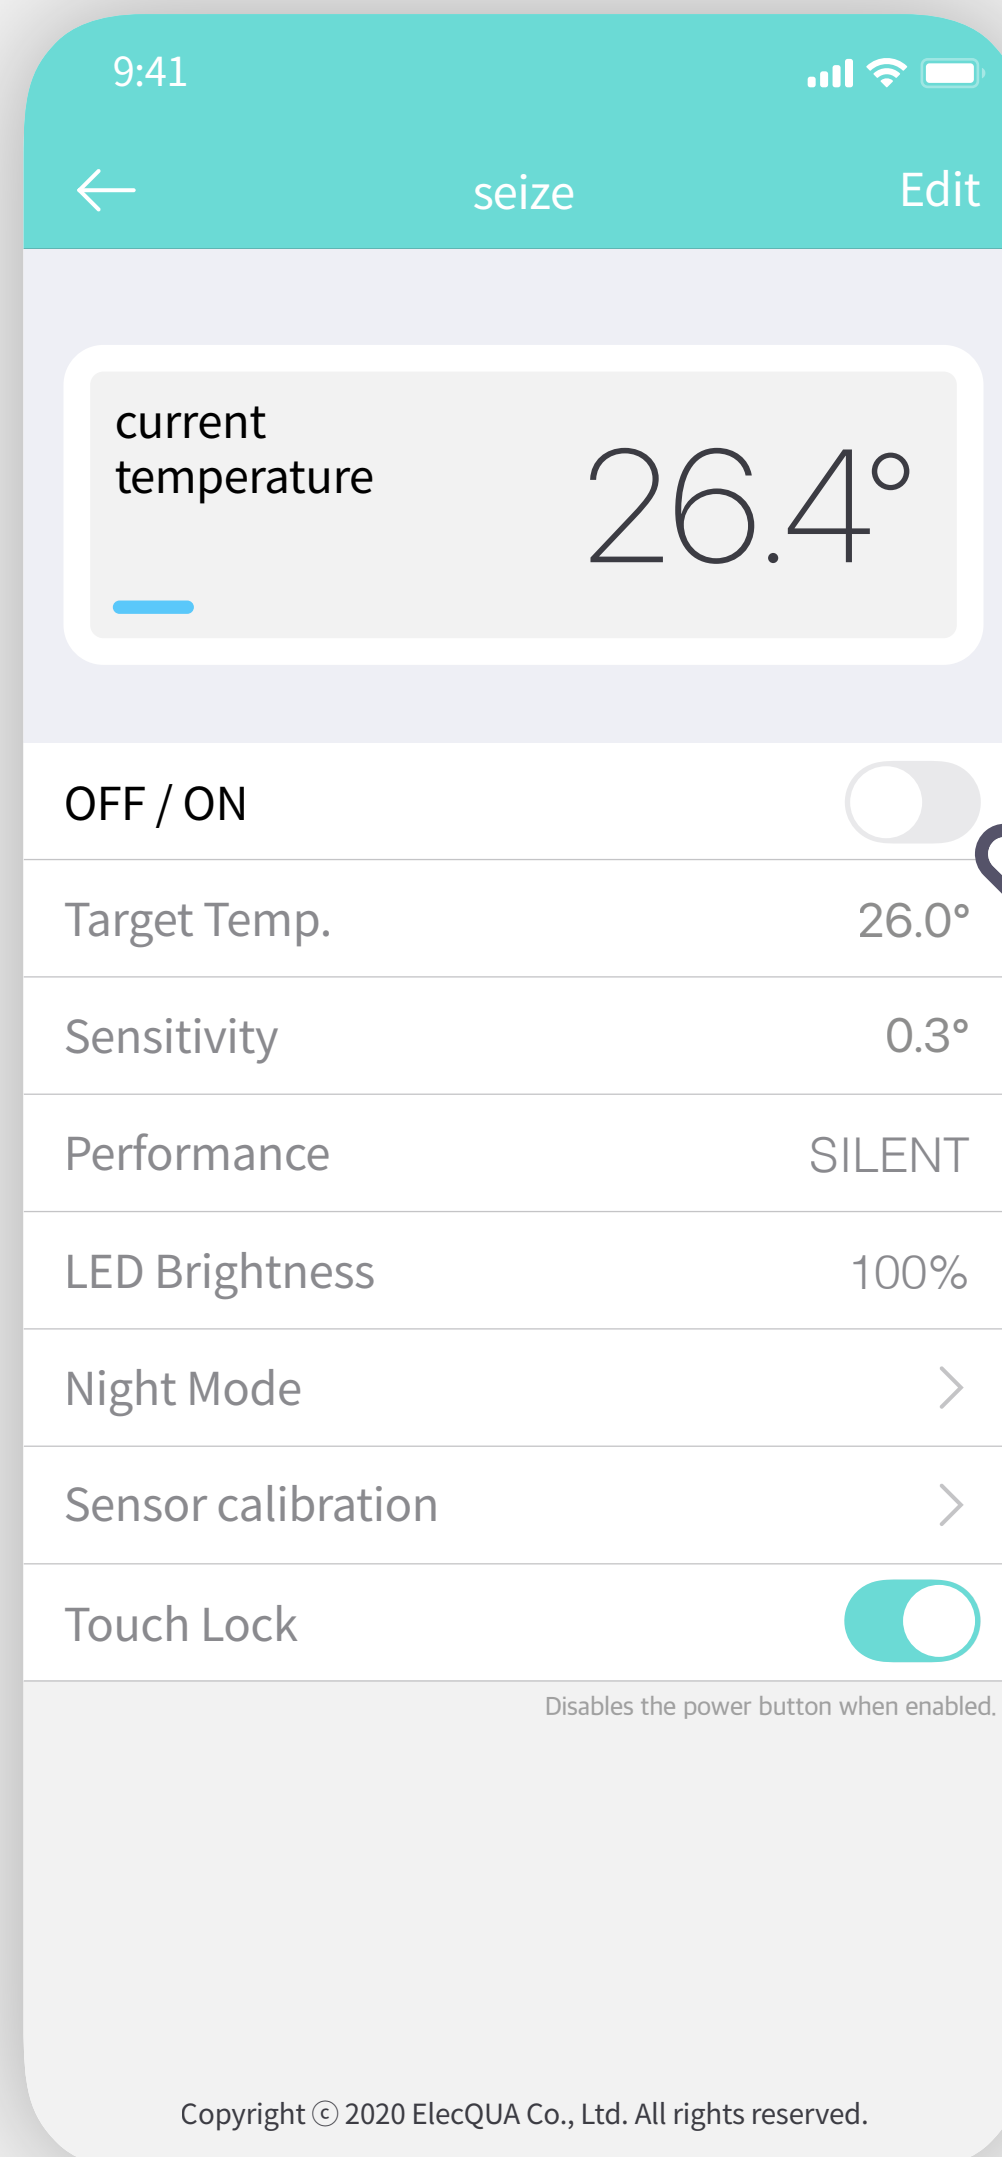 9:41
seize
Edit
current
temperature
26.4°
OFF / ON
Target Temp.
26.0°
Sensitivity
0.3°
Performance
SILENT
LED Brightness
100%
Night Mode
Sensor calibration
Touch Lock
Disables the power button when enabled.
Copyright ⓒ 2020 ElecQUA Co., Ltd. All rights reserved.